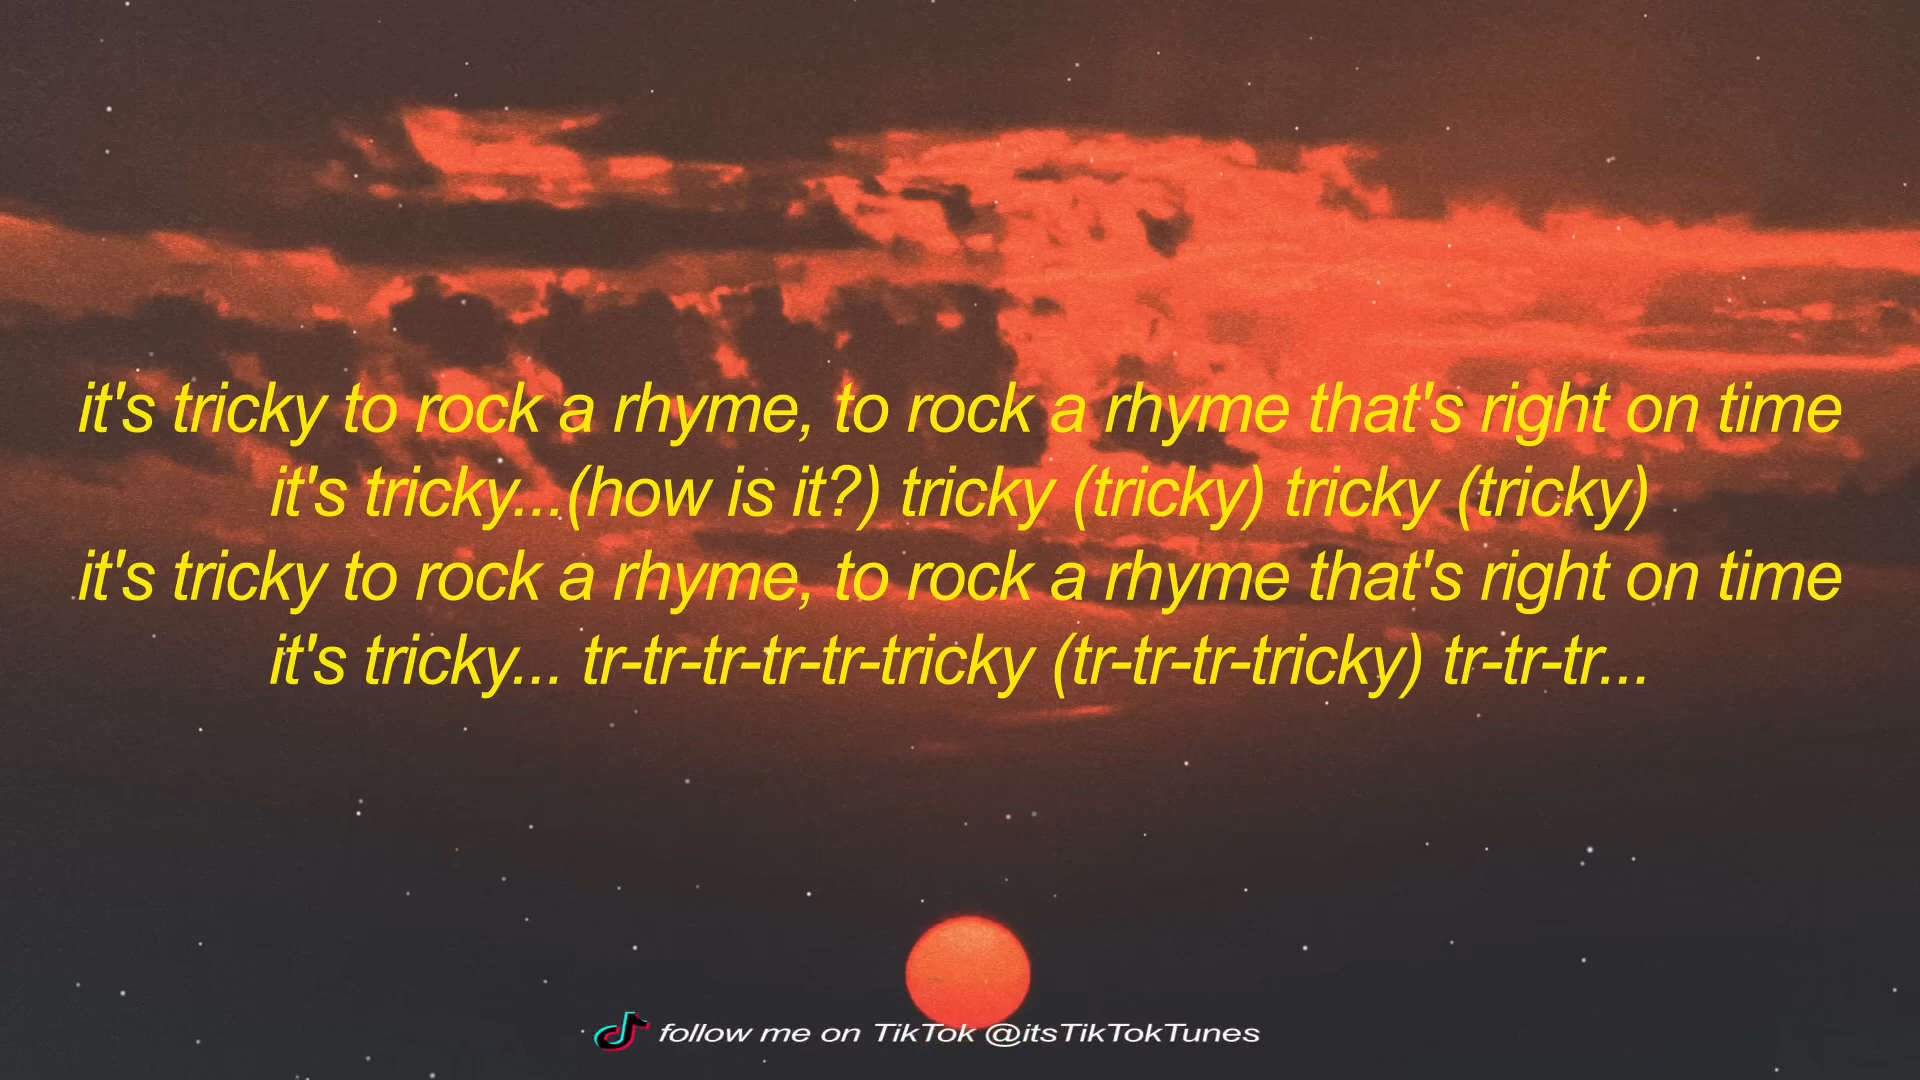 it's tricky to rock a rhyme, to rock a rhyme that's right on time
it's tricky...(how is it?) tricky (tricky) tricky (tricky)
it's tricky to rock a rhyme, to rock a rhyme that's right on time
it's tricky... tr-tr-tr-tr-tr-tricky (tr-tr-tr-tricky) tr-tr-tr...
follow me on TikTok @itsTikTokTunes